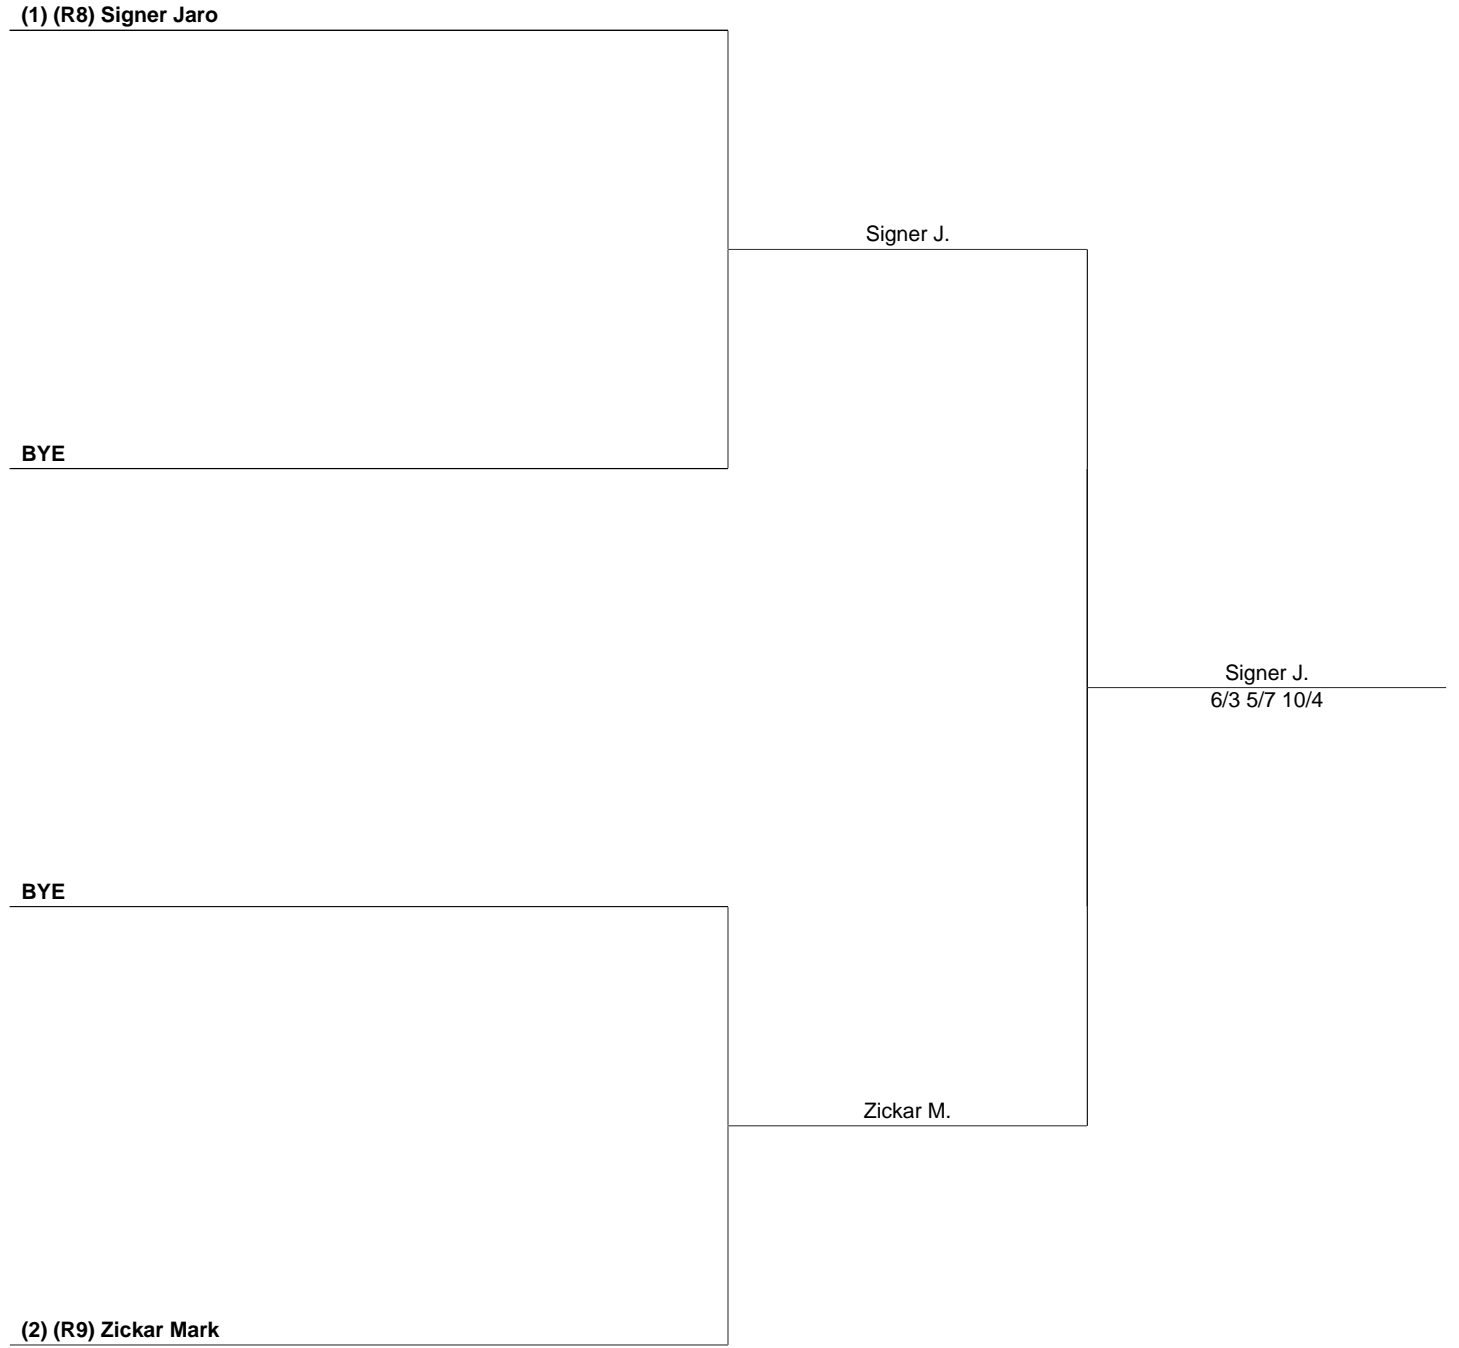 (1) (R8) Signer Jaro
Signer J.
BYE
Signer J.
6/3 5/7 10/4
BYE
Zickar M.
(2) (R9) Zickar Mark